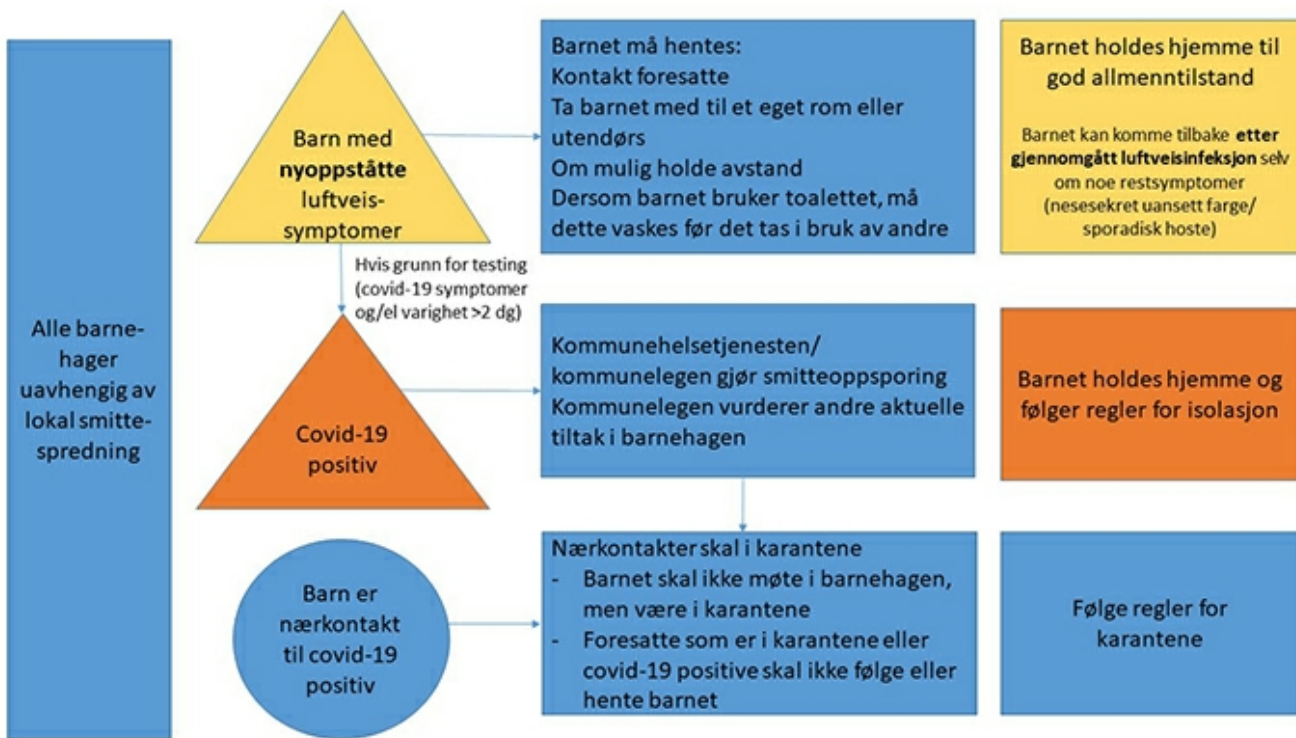 Alle barne-
hager
uavhengig av
lokal smitte-
spredning
Barn med
nyoppståtte
luftveis-
symptomer
Barnet må hentes:
Kontakt foresatte
Ta barnet med til et eget rom eller
utendørs
Om mulig holde avstand
Dersom barnet bruker toalettet, må
dette vaskes før det tas i bruk av andre
Barnet holdes hjemme til
god allmenntilstand
Barnet kan komme tilbake etter
gjennomgått luftveisinfeksjon selv
om noe restsymptomer
(nesesekret uansett farge/
sporadisk hoste)
Hvis grunn for testing
(covid-19 symptomer
og/el varighet >2 dg)
Covid-19
positiv
Kommunehelsetjenesten/
kommunelegen gjør smitteoppsporing
Kommunelegen vurderer andre aktuelle
tiltak i barnehagen
Barnet holdes hjemme og
følger regler for isolasjon
Barn er
nærkontakt
til covid-19
positiv
Nærkontakter skal i karantene
- Barnet skal ikke møte i barnehagen,
men være i karantene
- Foresatte som er i karantene eller
covid-19 positive skal ikke følge eller
hente barnet
Følge regler for
karantene